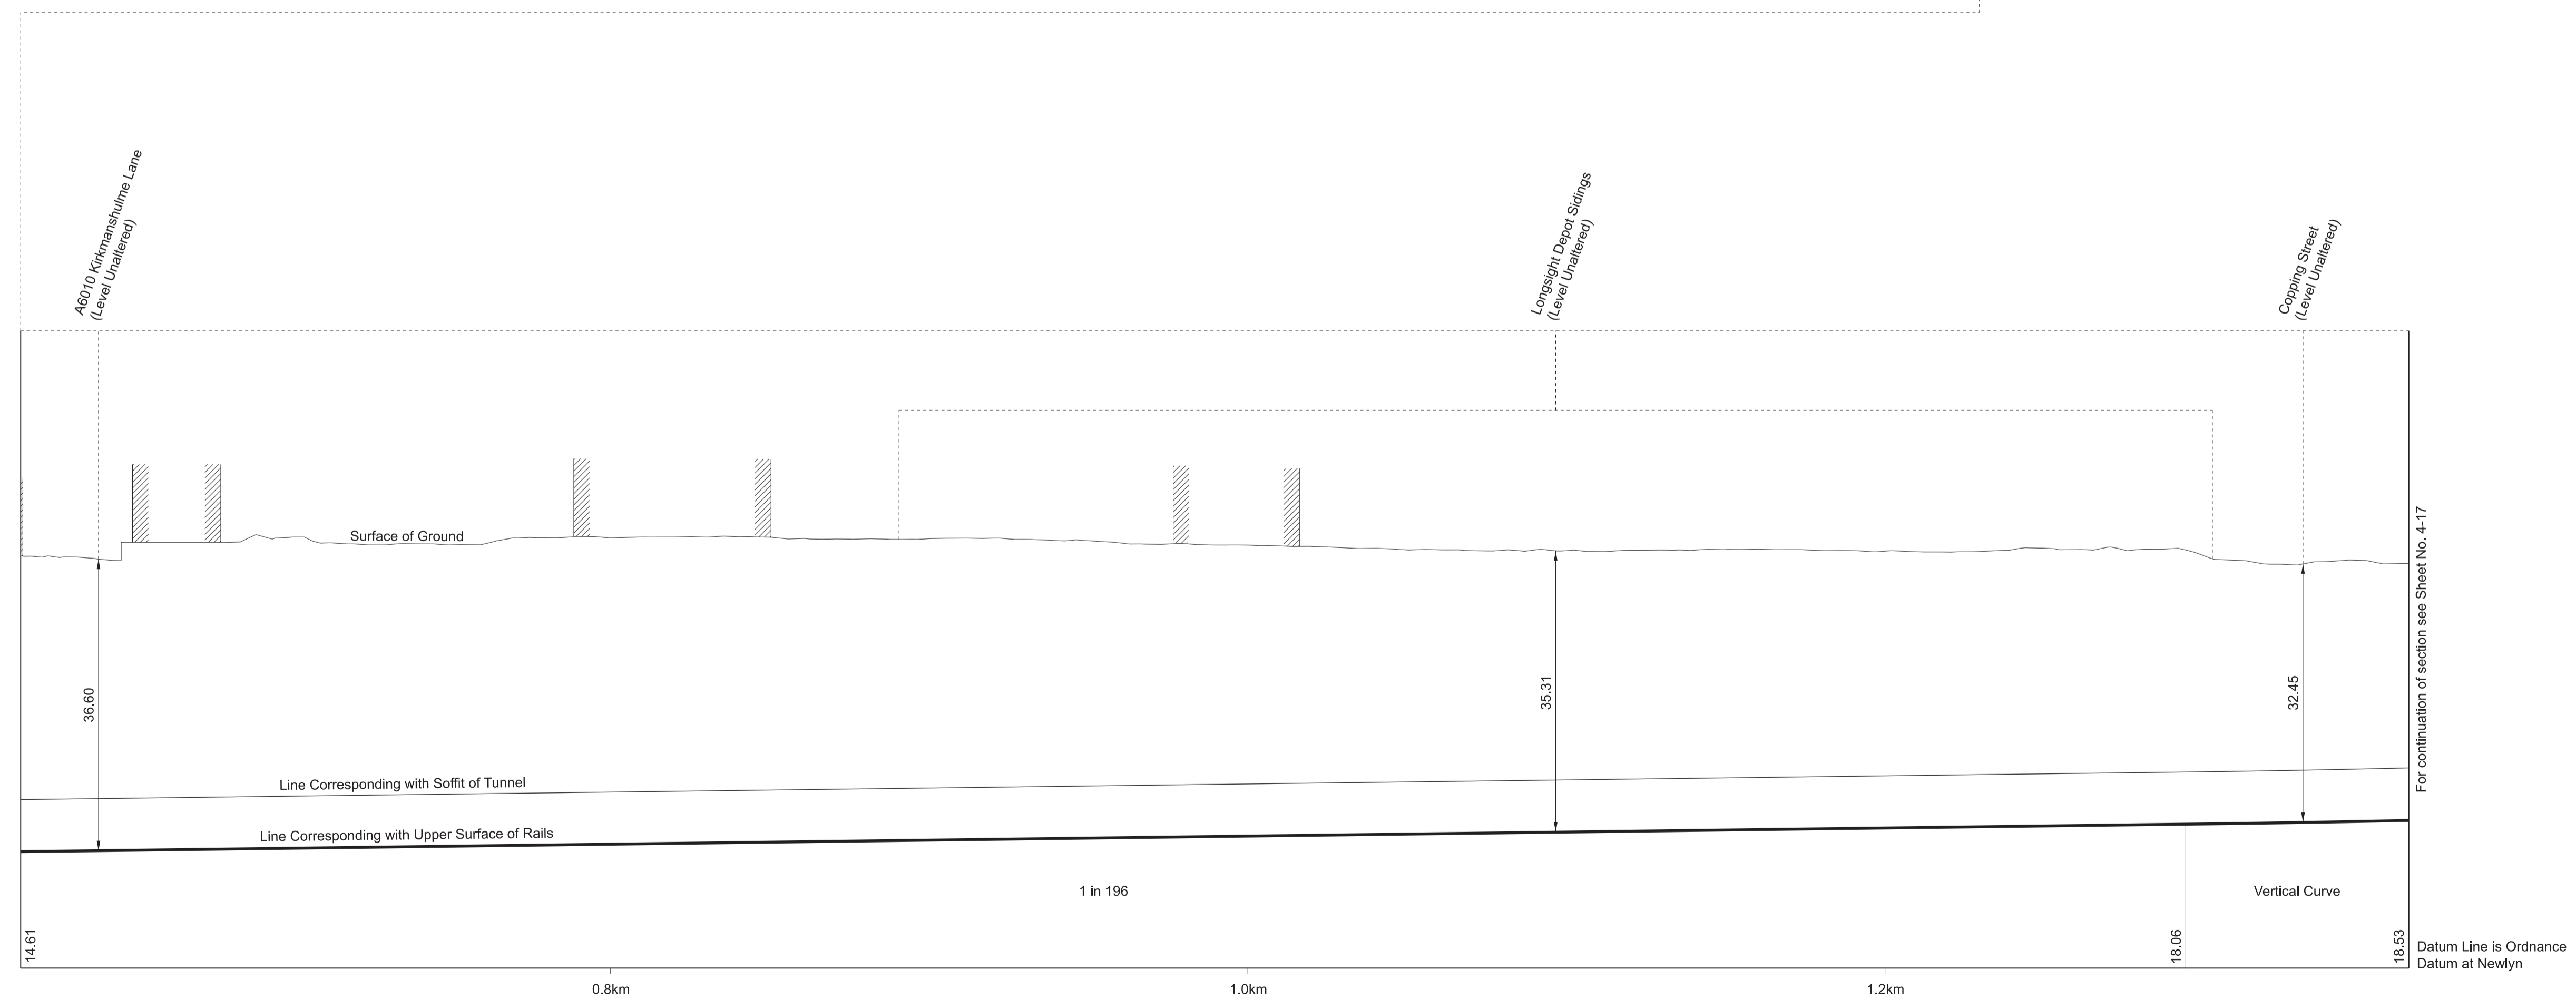 A6010 Kirkmanshulme Lane
(Level Unaltered)
Longsight Depot Sidings
(Level Unaltered)
Copping Street
(Level Unaltered)
Surface of Ground
36.60
35.31
32.45
For continuation of section see Sheet No. 4-17
Line Corresponding with Soffit of Tunnel
Line Corresponding with Upper Surface of Rails
1 in 196
Vertical Curve
14.61
18.06
18.53
Datum Line is Ordnance
Datum at Newlyn
0.8km
1.0km
1.2km